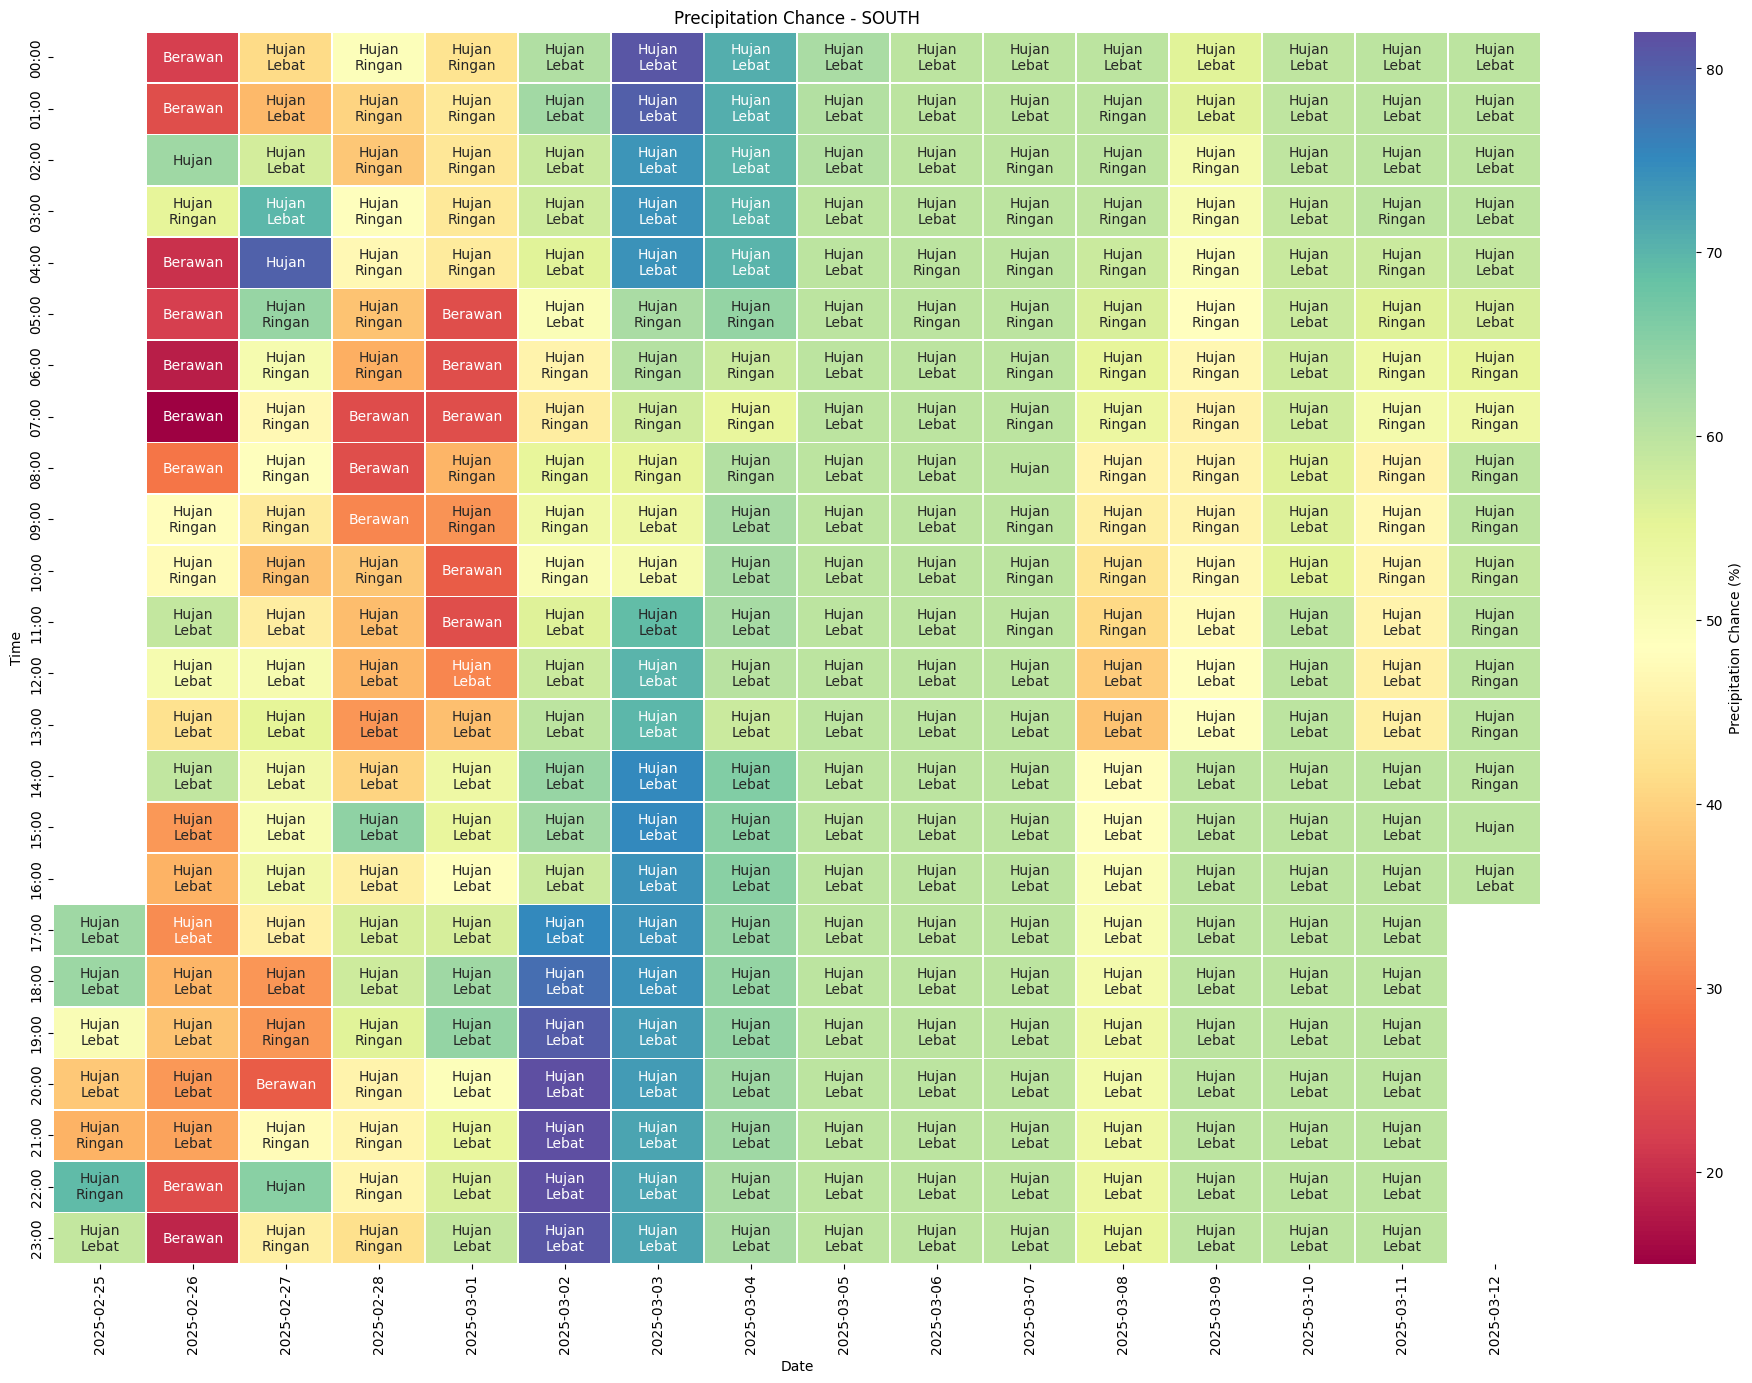 Precipitation Chance - SOUTH
00:00 Berawan Hujan Lebat Hujan Ringan Hujan Ringan Hujan Lebat Hujan Lebat Hujan Lebat Hujan Lebat Hujan Lebat Hujan Lebat Hujan Lebat Hujan Lebat Hujan Lebat Hujan Lebat Hujan Lebat
01:00 Berawan Hujan Lebat Hujan Ringan Hujan Ringan Hujan Lebat Hujan Lebat Hujan Lebat Hujan Lebat Hujan Lebat Hujan Lebat Hujan Ringan Hujan Lebat Hujan Lebat Hujan Lebat Hujan Lebat
02:00 Hujan Hujan Lebat Hujan Ringan Hujan Ringan Hujan Lebat Hujan Lebat Hujan Lebat Hujan Lebat Hujan Lebat Hujan Ringan Hujan Ringan Hujan Ringan Hujan Lebat Hujan Lebat Hujan Lebat
03:00 Hujan Ringan Hujan Lebat Hujan Ringan Hujan Ringan Hujan Lebat Hujan Lebat Hujan Lebat Hujan Lebat Hujan Lebat Hujan Ringan Hujan Ringan Hujan Ringan Hujan Lebat Hujan Ringan Hujan Lebat
04:00 Berawan Hujan Hujan Ringan Hujan Ringan Hujan Lebat Hujan Lebat Hujan Lebat Hujan Lebat Hujan Ringan Hujan Ringan Hujan Ringan Hujan Ringan Hujan Lebat Hujan Ringan Hujan Lebat
05:00 Berawan Hujan Ringan Hujan Ringan Berawan Hujan Lebat Hujan Ringan Hujan Ringan Hujan Lebat Hujan Ringan Hujan Ringan Hujan Ringan Hujan Ringan Hujan Lebat Hujan Ringan Hujan Lebat
06:00 Berawan Hujan Ringan Hujan Ringan Berawan Hujan Ringan Hujan Ringan Hujan Ringan Hujan Lebat Hujan Lebat Hujan Ringan Hujan Ringan Hujan Ringan Hujan Lebat Hujan Ringan Hujan Ringan
07:00 Berawan Hujan Ringan Berawan Berawan Hujan Ringan Hujan Ringan Hujan Ringan Hujan Lebat Hujan Lebat Hujan Ringan Hujan Ringan Hujan Ringan Hujan Lebat Hujan Ringan Hujan Ringan
08:00 Berawan Hujan Ringan Berawan Hujan Ringan Hujan Ringan Hujan Ringan Hujan Ringan Hujan Lebat Hujan Lebat Hujan Hujan Ringan Hujan Ringan Hujan Lebat Hujan Ringan Hujan Ringan
09:00 Hujan Ringan Hujan Ringan Berawan Hujan Ringan Hujan Ringan Hujan Lebat Hujan Lebat Hujan Lebat Hujan Lebat Hujan Ringan Hujan Ringan Hujan Ringan Hujan Lebat Hujan Ringan Hujan Ringan
10:00 Hujan Ringan Hujan Ringan Hujan Ringan Berawan Hujan Ringan Hujan Lebat Hujan Lebat Hujan Lebat Hujan Lebat Hujan Ringan Hujan Ringan Hujan Ringan Hujan Lebat Hujan Ringan Hujan Ringan
11:00 Hujan Lebat Hujan Lebat Hujan Lebat Berawan Hujan Lebat Hujan Lebat Hujan Lebat Hujan Lebat Hujan Lebat Hujan Ringan Hujan Ringan Hujan Lebat Hujan Lebat Hujan Lebat Hujan Ringan
12:00 Hujan Lebat Hujan Lebat Hujan Lebat Hujan Lebat Hujan Lebat Hujan Lebat Hujan Lebat Hujan Lebat Hujan Lebat Hujan Lebat Hujan Lebat Hujan Lebat Hujan Lebat Hujan Lebat Hujan Ringan
13:00 Hujan Lebat Hujan Lebat Hujan Lebat Hujan Lebat Hujan Lebat Hujan Lebat Hujan Lebat Hujan Lebat Hujan Lebat Hujan Lebat Hujan Lebat Hujan Lebat Hujan Lebat Hujan Lebat Hujan Ringan
14:00 Hujan Lebat Hujan Lebat Hujan Lebat Hujan Lebat Hujan Lebat Hujan Lebat Hujan Lebat Hujan Lebat Hujan Lebat Hujan Lebat Hujan Lebat Hujan Lebat Hujan Lebat Hujan Lebat Hujan Ringan
15:00 Hujan Lebat Hujan Lebat Hujan Lebat Hujan Lebat Hujan Lebat Hujan Lebat Hujan Lebat Hujan Lebat Hujan Lebat Hujan Lebat Hujan Lebat Hujan Lebat Hujan Lebat Hujan Lebat Hujan
16:00 Hujan Lebat Hujan Lebat Hujan Lebat Hujan Lebat Hujan Lebat Hujan Lebat Hujan Lebat Hujan Lebat Hujan Lebat Hujan Lebat Hujan Lebat Hujan Lebat Hujan Lebat Hujan Lebat Hujan Lebat
17:00 Hujan Lebat Hujan Lebat Hujan Lebat Hujan Lebat Hujan Lebat Hujan Lebat Hujan Lebat Hujan Lebat Hujan Lebat Hujan Lebat Hujan Lebat Hujan Lebat Hujan Lebat Hujan Lebat Hujan Lebat
18:00 Hujan Lebat Hujan Lebat Hujan Lebat Hujan Lebat Hujan Lebat Hujan Lebat Hujan Lebat Hujan Lebat Hujan Lebat Hujan Lebat Hujan Lebat Hujan Lebat Hujan Lebat Hujan Lebat Hujan Lebat
19:00 Hujan Lebat Hujan Lebat Hujan Ringan Hujan Ringan Hujan Lebat Hujan Lebat Hujan Lebat Hujan Lebat Hujan Lebat Hujan Lebat Hujan Lebat Hujan Lebat Hujan Lebat Hujan Lebat Hujan Lebat
20:00 Hujan Lebat Hujan Lebat Berawan Hujan Ringan Hujan Lebat Hujan Lebat Hujan Lebat Hujan Lebat Hujan Lebat Hujan Lebat Hujan Lebat Hujan Lebat Hujan Lebat Hujan Lebat Hujan Lebat
21:00 Hujan Ringan Hujan Lebat Hujan Ringan Hujan Ringan Hujan Lebat Hujan Lebat Hujan Lebat Hujan Lebat Hujan Lebat Hujan Lebat Hujan Lebat Hujan Lebat Hujan Lebat Hujan Lebat Hujan Lebat
22:00 Hujan Ringan Berawan Hujan Hujan Ringan Hujan Lebat Hujan Lebat Hujan Lebat Hujan Lebat Hujan Lebat Hujan Lebat Hujan Lebat Hujan Lebat Hujan Lebat Hujan Lebat Hujan Lebat
23:00 Hujan Lebat Berawan Hujan Ringan Hujan Ringan Hujan Lebat Hujan Lebat Hujan Lebat Hujan Lebat Hujan Lebat Hujan Lebat Hujan Lebat Hujan Lebat Hujan Lebat Hujan Lebat Hujan Lebat
Time
2025-02-25 2025-02-26 2025-02-27 2025-02-28 2025-03-01 2025-03-02 2025-03-03 2025-03-04 2025-03-05 2025-03-06 2025-03-07 2025-03-08 2025-03-09 2025-03-10 2025-03-11 2025-03-12
Date
80
70
60
50
40
30
20
Precipitation Chance (%)